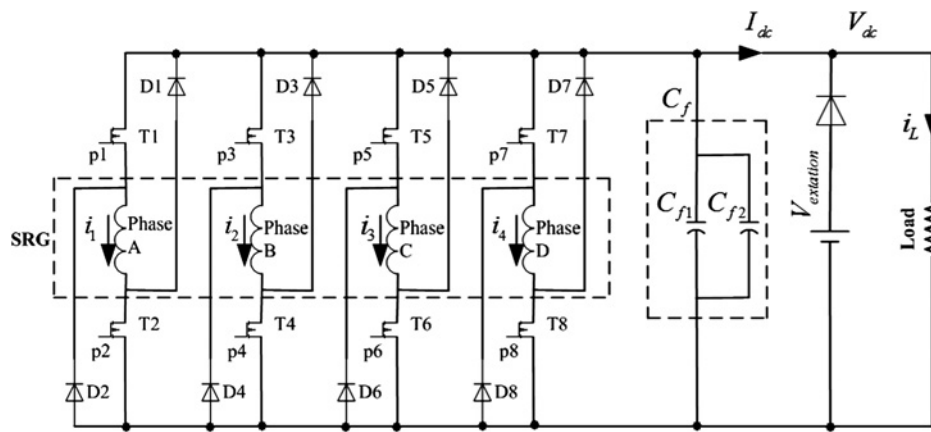 I_dc V_dc
D1 D3 D5 D7
C_f
T1 T3 T5 T7
p1 p3 p5 p7
i_L
V_extation
SRG
i_1 Phase A
i_2 Phase B
i_3 Phase C
i_4 Phase D
C_f1 C_f2
Load
T2 T4 T6 T8
p2 p4 p6 p8
D2 D4 D6 D8